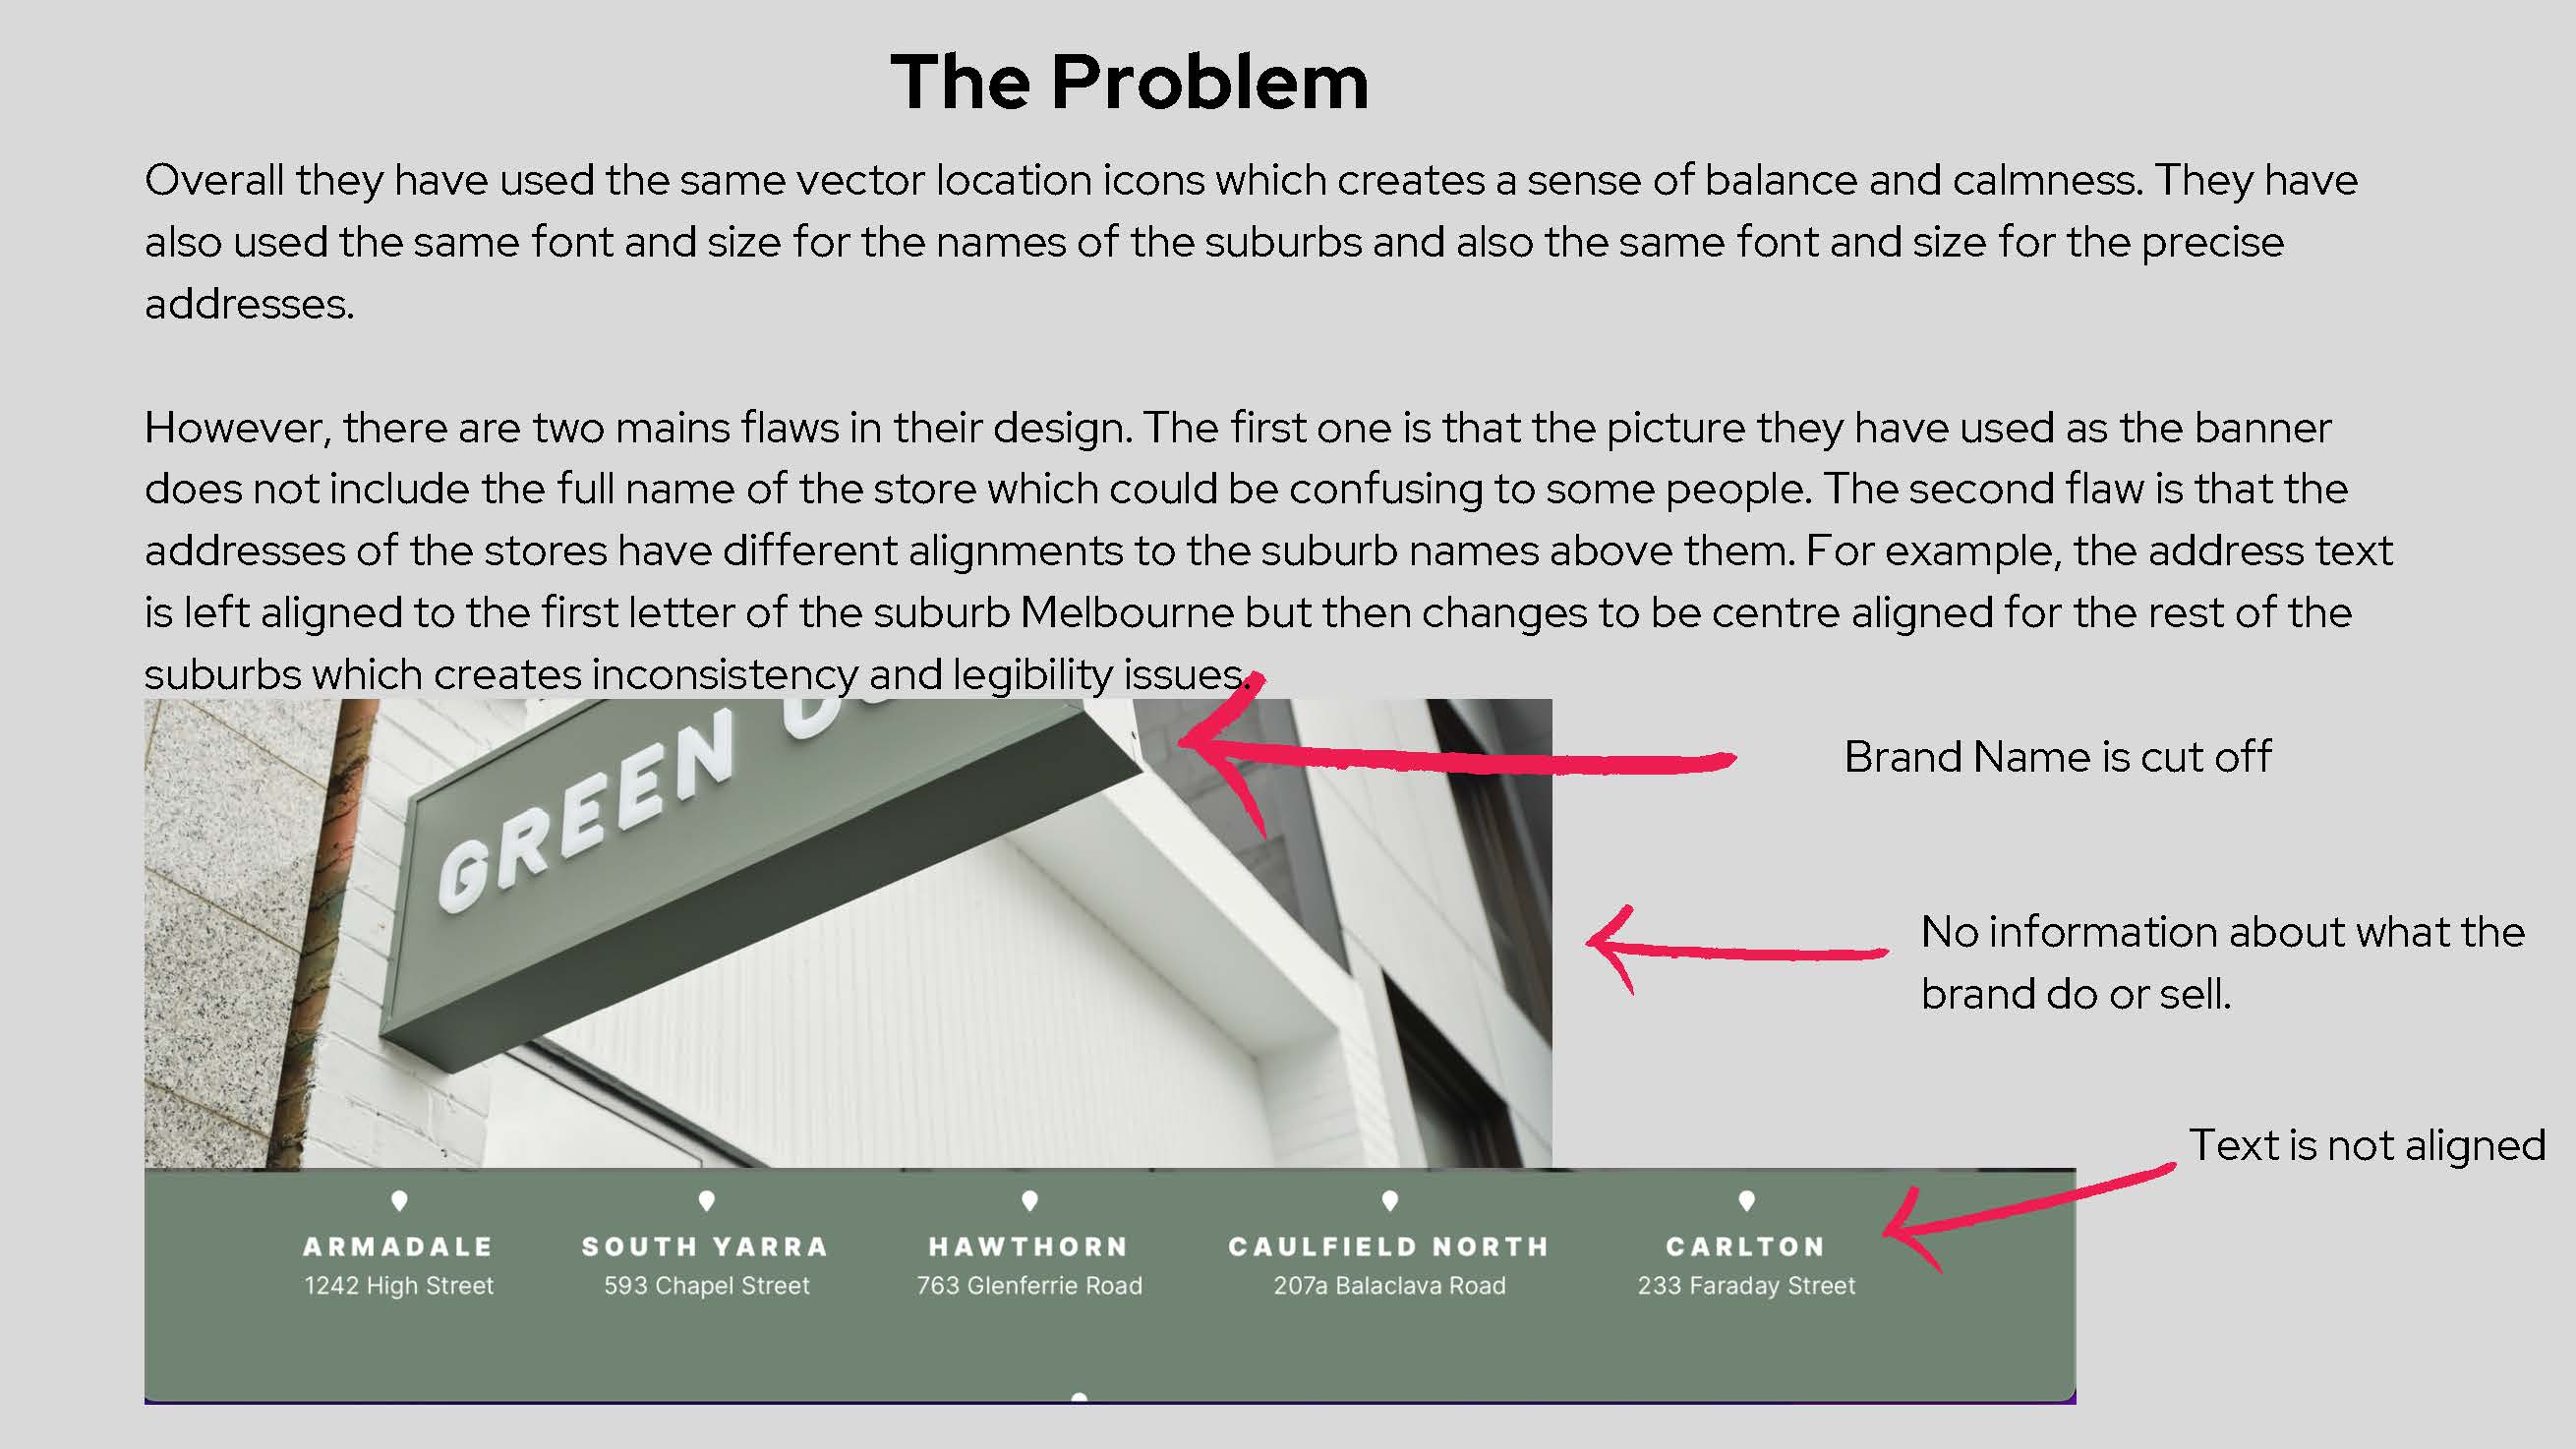 The Problem
Overall they have used the same vector location icons which creates a sense of balance and calmness. They have
also used the same font and size for the names of the suburbs and also the same font and size for the precise
addresses.
However, there are two mains flaws in their design. The first one is that the picture they have used as the banner
does not include the full name of the store which could be confusing to some people. The second flaw is that the
addresses of the stores have different alignments to the suburb names above them. For example, the address text
is left aligned to the first letter of the suburb Melbourne but then changes to be centre aligned for the rest of the
suburbs which creates inconsistency and legibility issues.
GREEN
Brand Name is cut off
No information about what the
brand do or sell.
Text is not aligned
ARMADALE SOUTH YARRA HAWTHORN CAULFIELD NORTH CARLTON
1242 High Street 593 Chapel Street 763 Glenferrie Road 207a Balaclava Road 233 Faraday Street